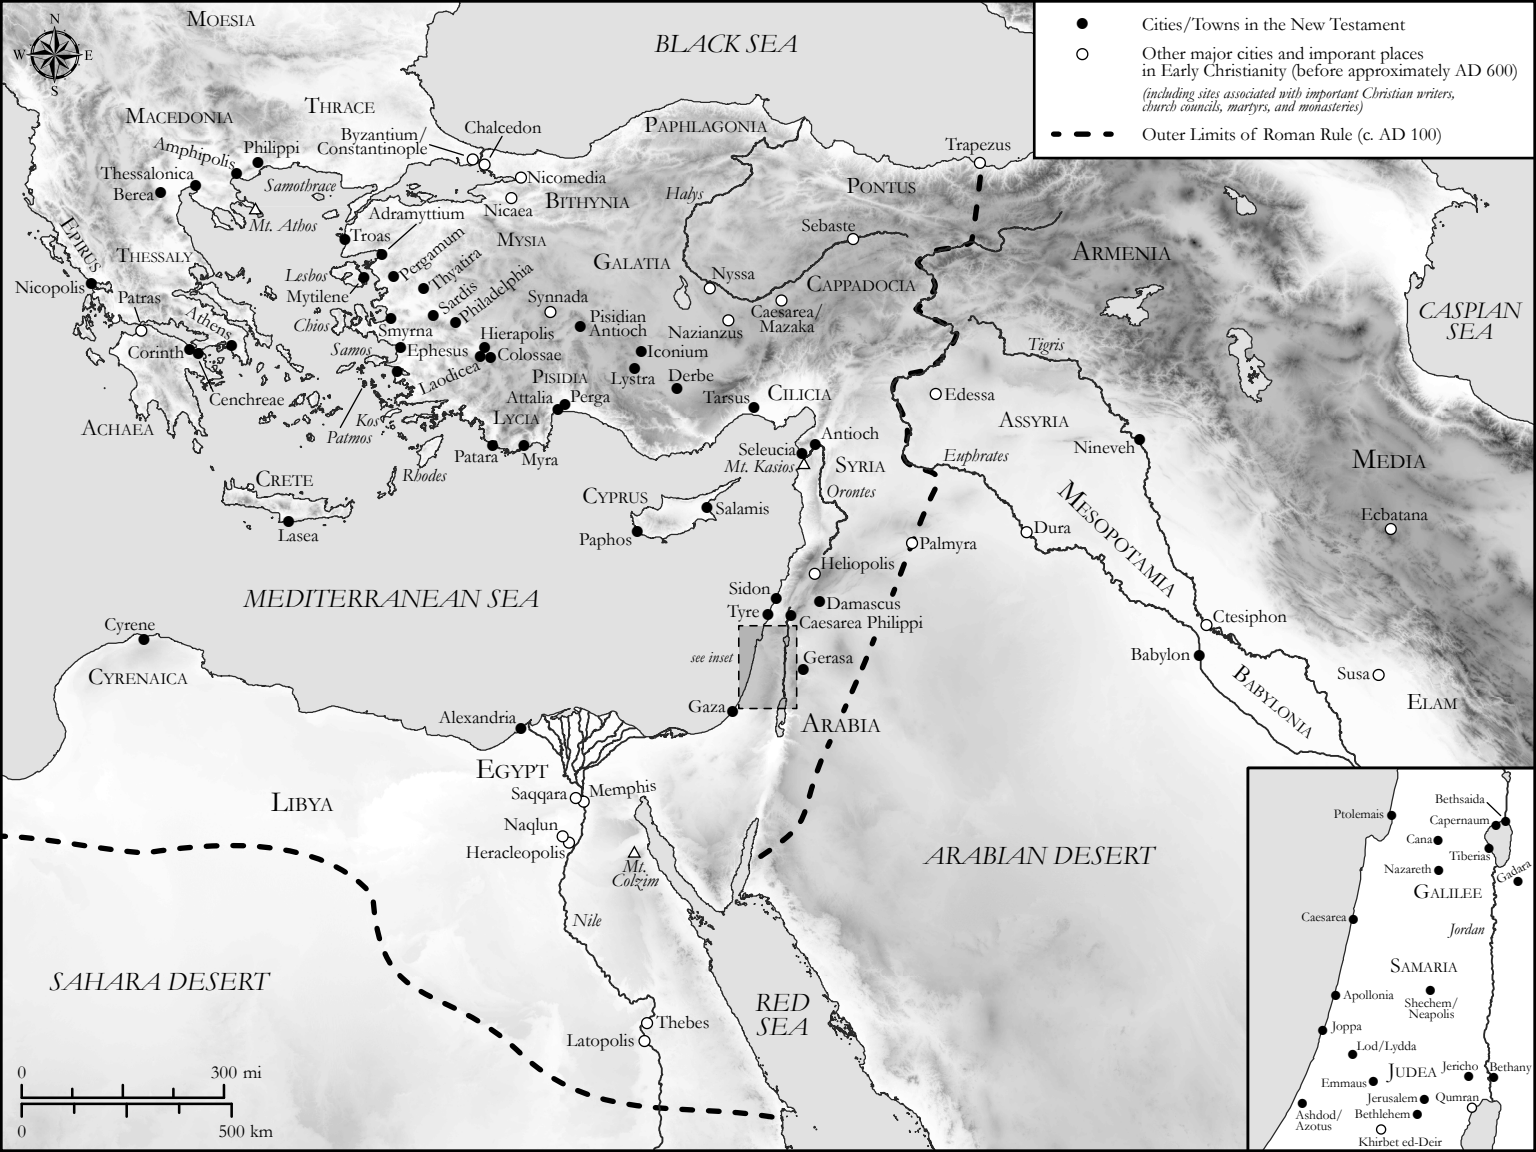 MOESIA
N
W
E
S
BLACK SEA
Cities/Towns in the New Testament
Other major cities and imporant places
in Early Christianity (before approximately AD 600)
(including sites associated with important Christian writers,
church councils, martyrs, and monasteries)
Outer Limits of Roman Rule (c. AD 100)
THRACE
MACEDONIA
Byzantium/
Constantinople
Chalcedon
PAPHLAGONIA
Trapezus
Amphipolis
Philippi
Thessalonica
Berea
Samothrace
Mt. Athos
Nicomedia
Nicaea
BITHYNIA
Halys
PONTUS
Adramyttium
Troas
MYSIA
Sebaste
ARMENIA
EPIRUS
THESSALY
Nicopolis
Patras
Athens
Lesbos
Mytilene
Chios
Pergamum
Thyatira
Sardis
Philadelphia
Smyrna
GALATIA
Nyssa
CAPPADOCIA
Caesarea/
Mazaka
Nazianzus
Synnada
Pisidian
Antioch
CASPIAN
SEA
Corinth
Cenchreae
Samos
Ephesus
Hierapolis
Colossae
Laodicea
Iconium
Lystra
Derbe
Tigris
PISIDIA
Attalia
Perga
Tarsus
CILICIA
Edessa
ASSYRIA
ACHAEA
Kos
Patmos
LYCIA
Patara
Myra
Rhodes
Seleucia
Antioch
Mt. Kasios
SYRIA
Orontes
Euphrates
Nineveh
MEDIA
CRETE
Lasea
CYPRUS
Salamis
Paphos
MESOPOTAMIA
Ecbatana
Palmyra
Dura
Heliopolis
MEDITERRANEAN SEA
Sidon
Tyre
Damascus
Caesarea Philippi
Cyrene
CYRENAICA
see inset
Gerasa
Ctesiphon
Babylon
BABYLONIA
Susa
ELAM
Gaza
ARABIA
Alexandria
EGYPT
Saqqara
Memphis
LIBYA
Naqlun
Heracleopolis
Mt.
Colzim
ARABIAN DESERT
Nile
SAHARA DESERT
RED
SEA
Thebes
Latopolis
0
300 mi
0
500 km
Ptolemais
Bethsaida
Capernaum
Cana
Tiberias
Nazareth
Gadara
GALILEE
Caesarea
Jordan
SAMARIA
Apollonia
Shechem/
Neapolis
Joppa
Lod/Lydda
JUDEA
Jericho
Bethany
Emmaus
Jerusalem
Qumran
Ashdod/
Azotus
Bethlehem
Khirbet ed-Deir